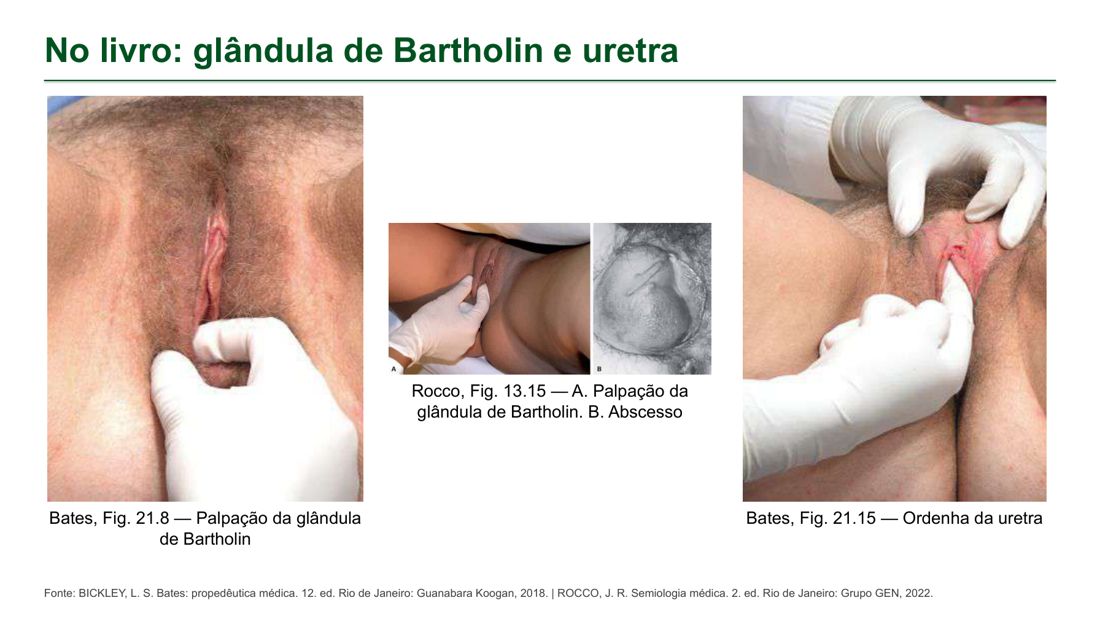 No livro: glândula de Bartholin e uretra
A
B
Rocco, Fig. 13.15 — A. Palpação da
glândula de Bartholin. B. Abscesso
Bates, Fig. 21.8 — Palpação da glândula
de Bartholin
Bates, Fig. 21.15 — Ordenha da uretra
Fonte: BICKLEY, L. S. Bates: propedêutica médica. 12. ed. Rio de Janeiro: Guanabara Koogan, 2018. | ROCCO, J. R. Semiologia médica. 2. ed. Rio de Janeiro: Grupo GEN, 2022.